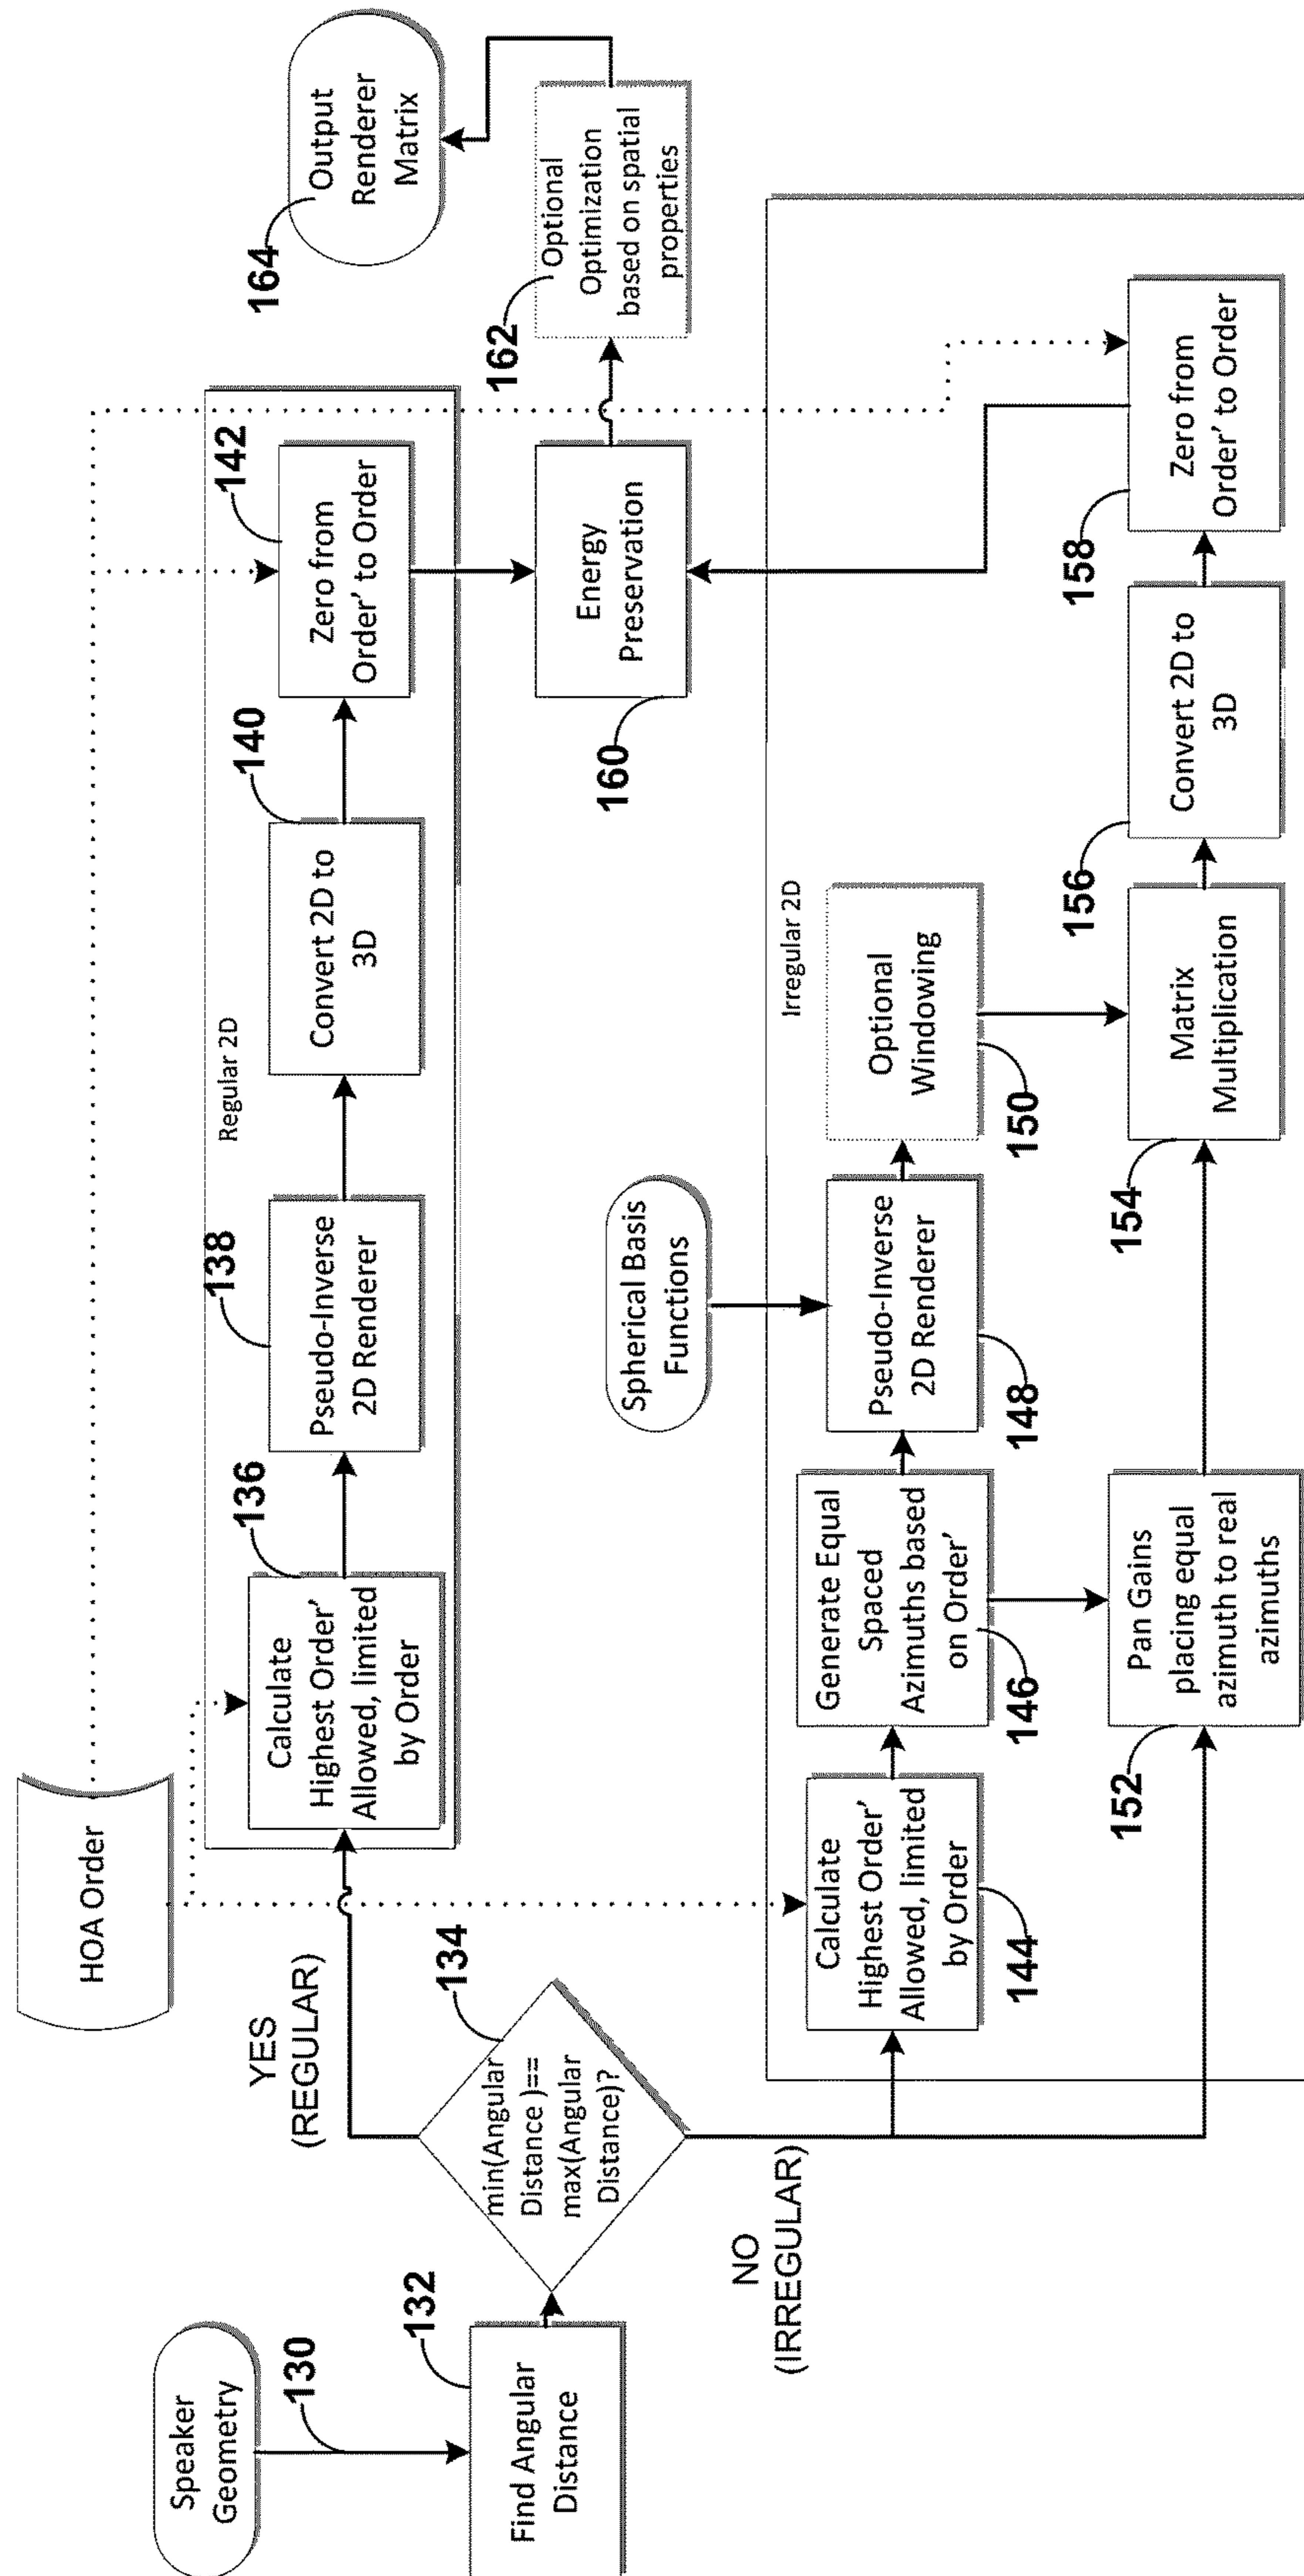 Speaker
Geometry
130
132
Find Angular
Distance
134
min(Angular
Distance )==
max(Angular
Distance)?
YES
(REGULAR)
NO
(IRREGULAR)
HOA Order
Regular 2D
136
Calculate
Highest Order'
Allowed, limited
by Order
138
Pseudo-Inverse
2D Renderer
140
Convert 2D to
3D
142
Zero from
Order' to Order
Irregular 2D
Calculate
Highest Order'
Allowed, limited
by Order
144
Generate Equal
Spaced
Azimuths based
on Order'
146
Spherical Basis
Functions
Pseudo-Inverse
2D Renderer
148
Optional
Windowing
150
Pan Gains
placing equal
azimuth to real
azimuths
152
Matrix
Multiplication
154
Convert 2D to
3D
156
Zero from
Order' to Order
158
Energy
Preservation
160
162
Optional
Optimization
based on spatial
properties
164
Output
Renderer
Matrix